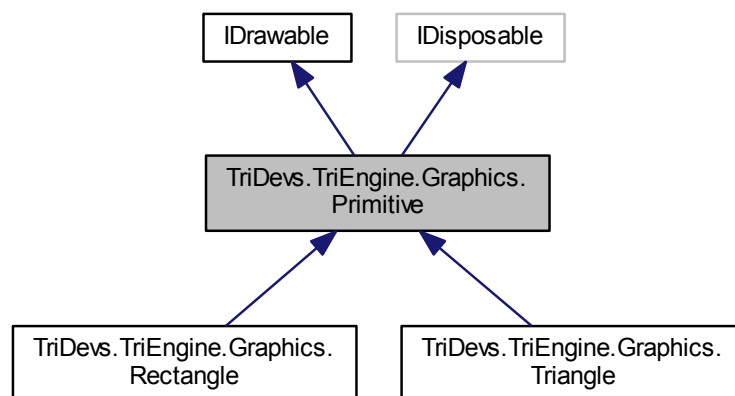 IDrawable
IDisposable
TriDevs.TriEngine.Graphics.
Primitive
TriDevs.TriEngine.Graphics.
Rectangle
TriDevs.TriEngine.Graphics.
Triangle